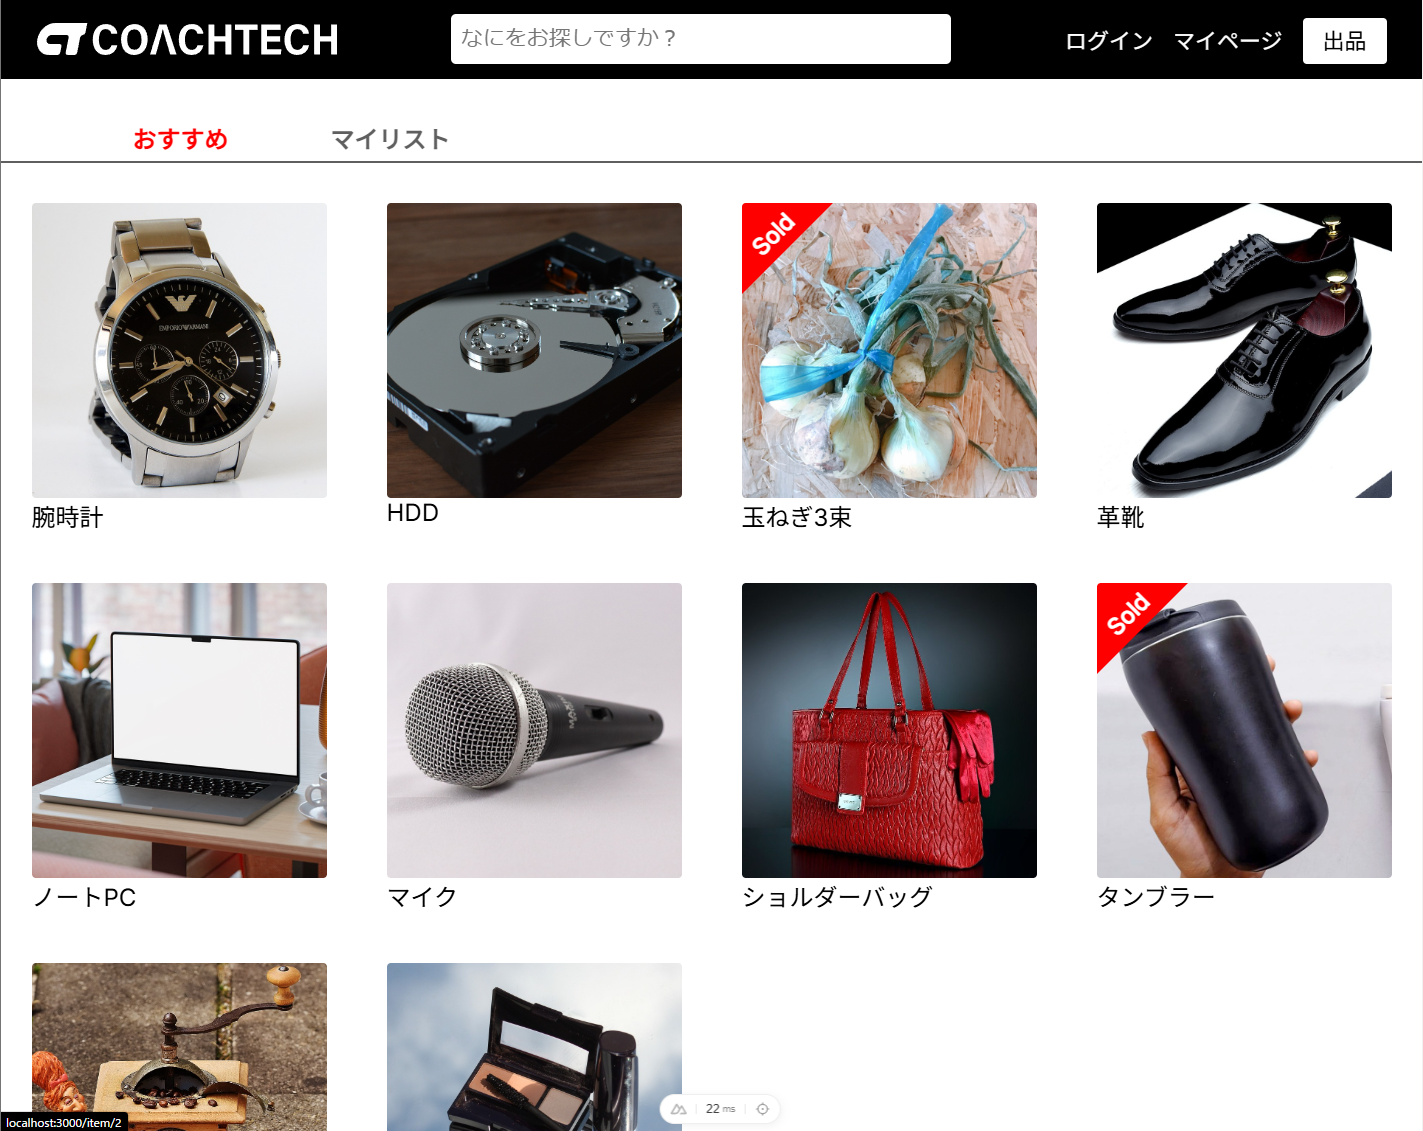 COACHTECH
なにをお探しですか？
ログイン
マイページ
出品
おすすめ
マイリスト
EMPORIO ARMANI
Sold
腕時計
HDD
玉ねぎ3束
革靴
Sold
ノートPC
マイク
ショルダーバッグ
タンブラー
22 ms
localhost:3000/item/2